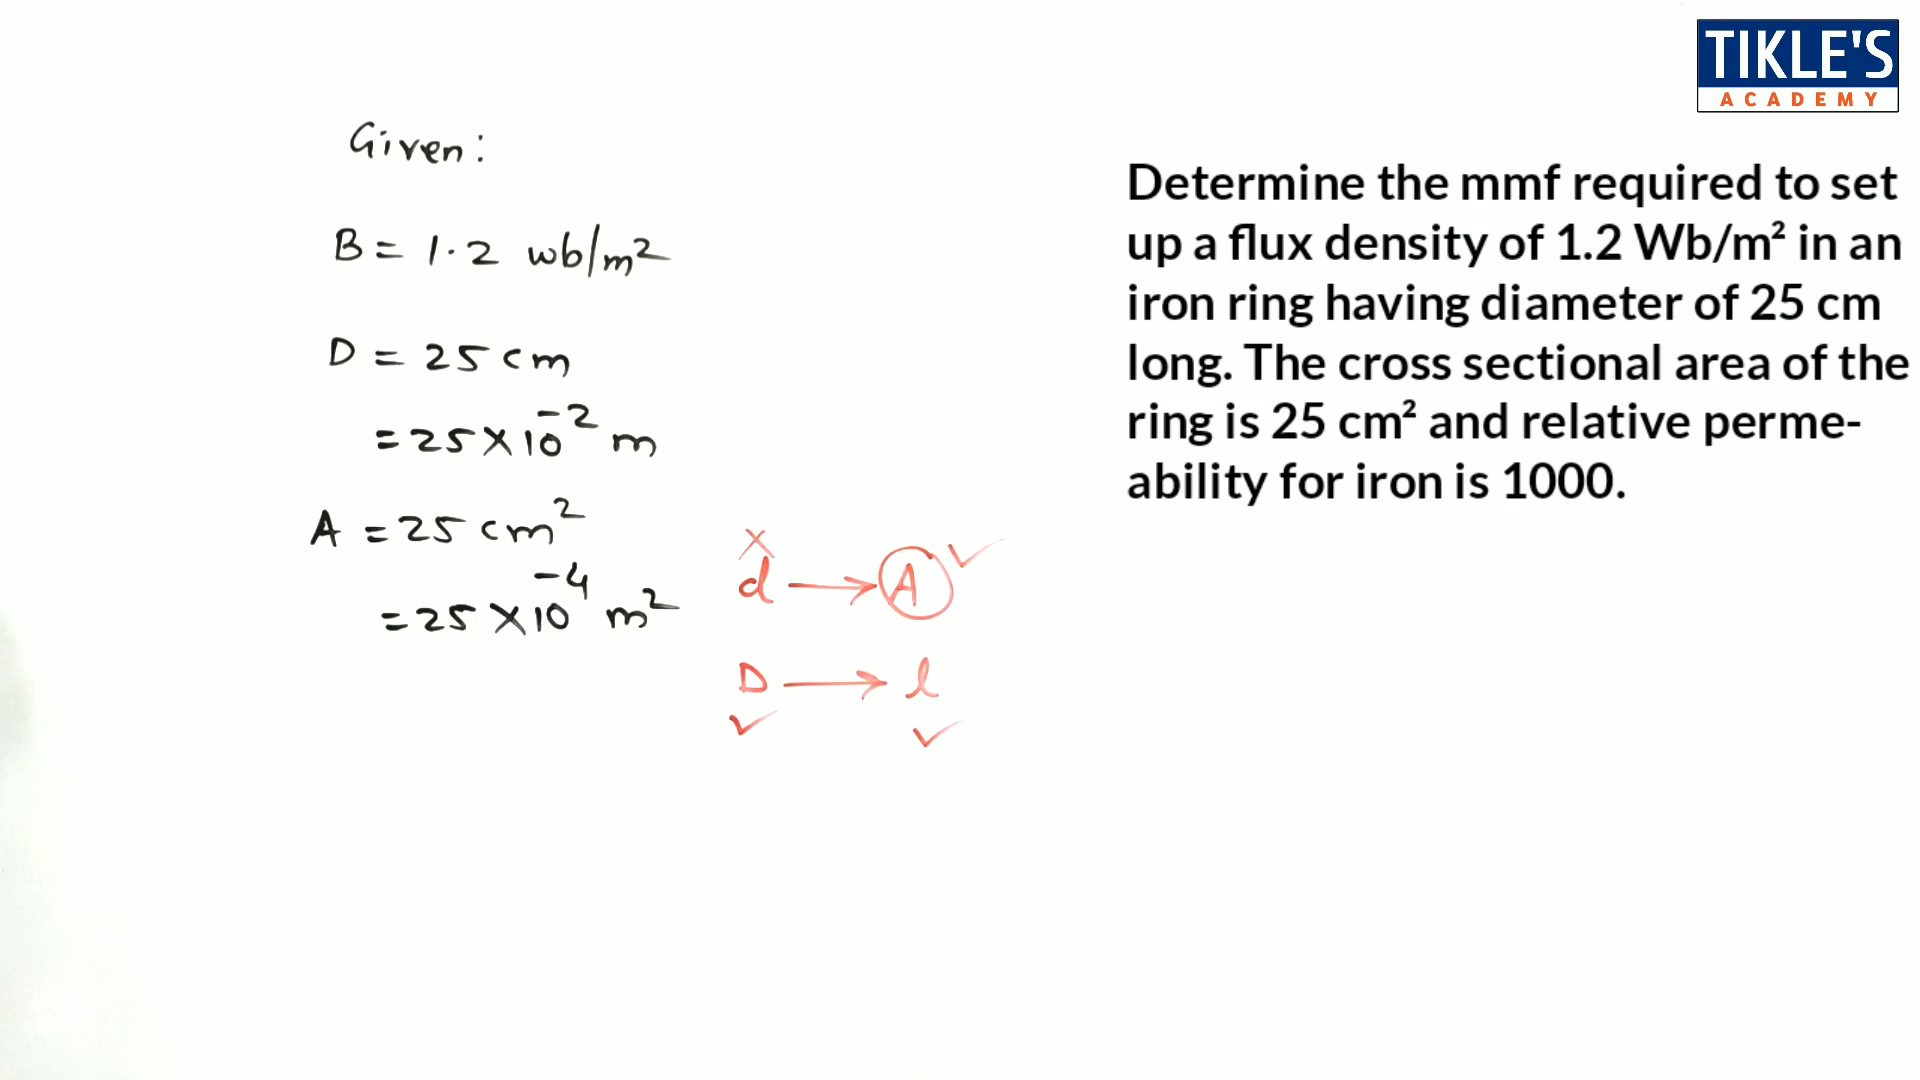 TIKLE'S
ACADEMY
Given:
B = 1.2 wb/m²
D = 25 cm
= 25 × 10⁻² m
A = 25 cm²
= 25 × 10⁻⁴ m²
x
d → A ✓
D → l
✓ ✓
Determine the mmf required to set
up a flux density of 1.2 Wb/m² in an
iron ring having diameter of 25 cm
long. The cross sectional area of the
ring is 25 cm² and relative perme-
ability for iron is 1000.